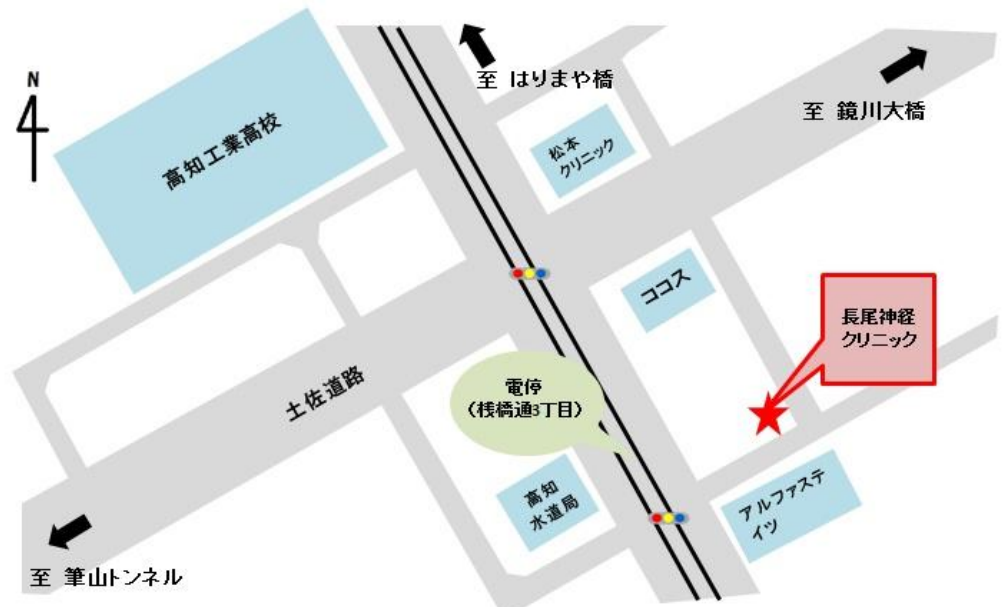 至 はりまや橋
N
至 鏡川大橋
高知工業高校
松本
クリニック
ココス
長尾神経
クリニック
土佐道路
電停
（桟橋通3丁目）
高知
水道局
アルファステ
イツ
至 筆山トンネル